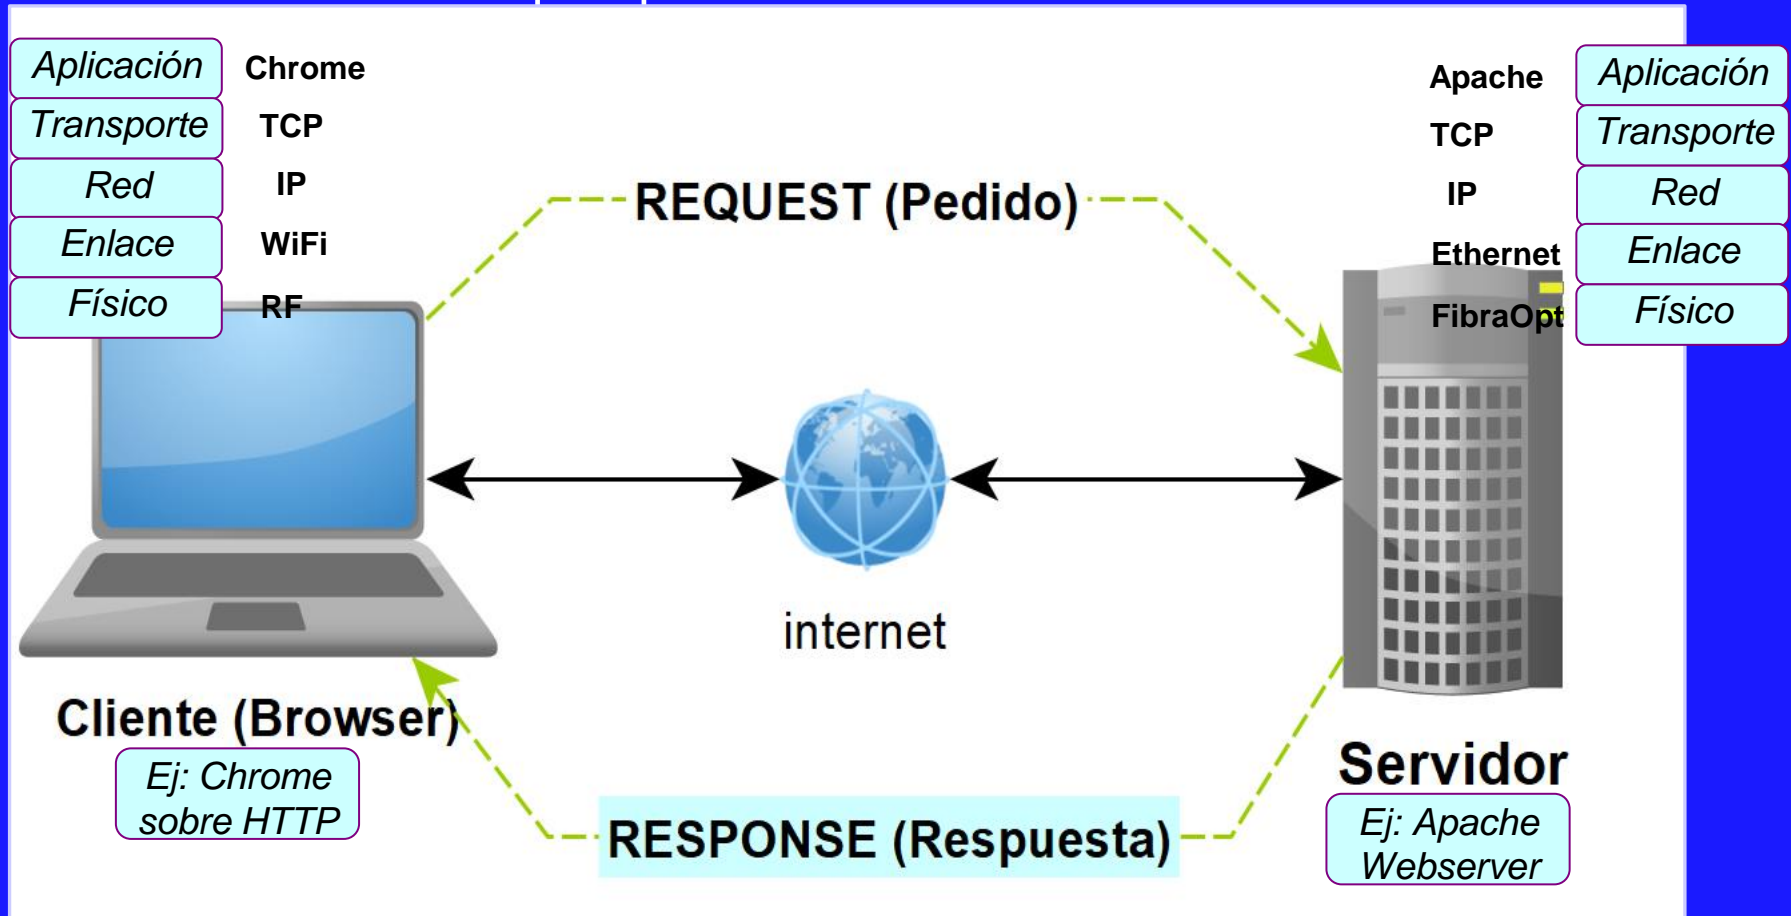 Aplicación Chrome
Transporte TCP
Red IP
Enlace WiFi
Físico RF
Apache Aplicación
TCP Transporte
IP Red
Ethernet Enlace
FibraOpt Físico
REQUEST (Pedido)
internet
Cliente (Browser)
Ej: Chrome
sobre HTTP
Servidor
Ej: Apache
Webserver
RESPONSE (Respuesta)